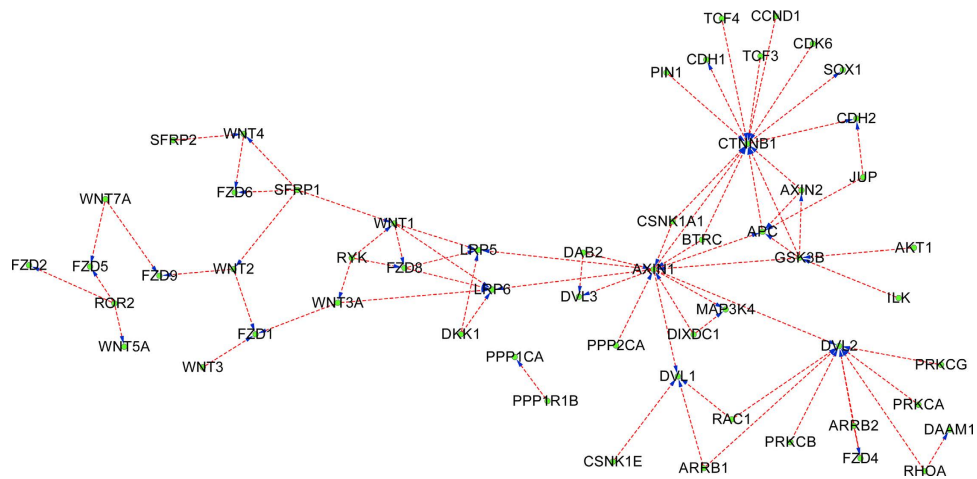 TCF4
CCND1
CDH1
TCF3
CDK6
PIN1
SOX1
SFRP2
WNT4
CTNNB1
CDH2
FZD6
SFRP1
AXIN2
JUP
WNT7A
WNT1
CSNK1A1
BTRC
APC
FZD2
FZD5
FZD9
WNT2
RYK
FZD8
LRP5
DAB2
AXIN1
GSK3B
AKT1
ROR2
WNT3A
LRP6
DVL3
MAP3K4
ILK
WNT5A
FZD1
DKK1
PPP2CA
DIXDC1
DVL2
WNT3
PPP1CA
DVL1
PRKCG
PPP1R1B
RAC1
PRKCA
CSNK1E
ARRB1
PRKCB
ARRB2
FZD4
DAAM1
RHOA